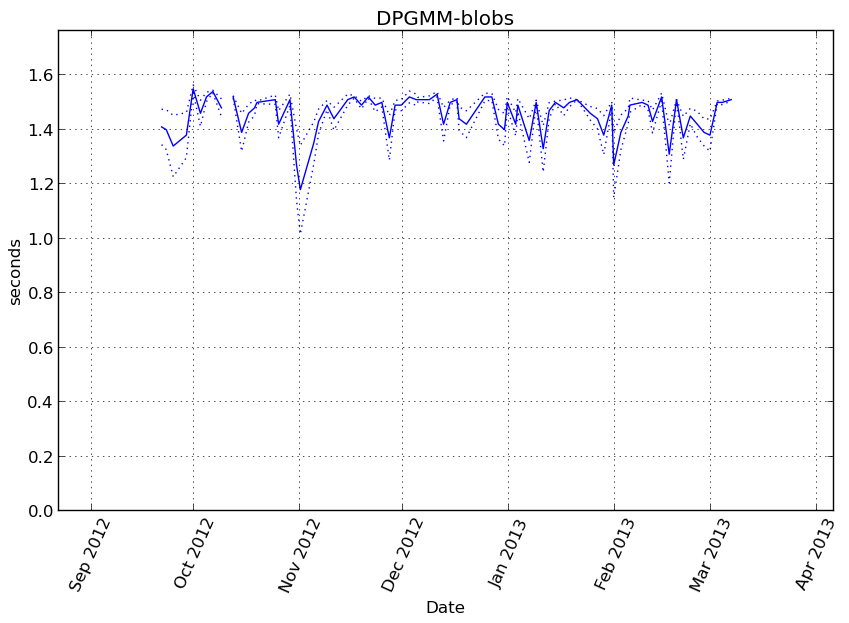 DPGMM-blobs
1.6
1.4
1.2
1.0
0.8
0.6
0.4
0.2
0.0
seconds
Sep 2012
Oct 2012
Nov 2012
Dec 2012
Jan 2013
Feb 2013
Mar 2013
Apr 2013
Date